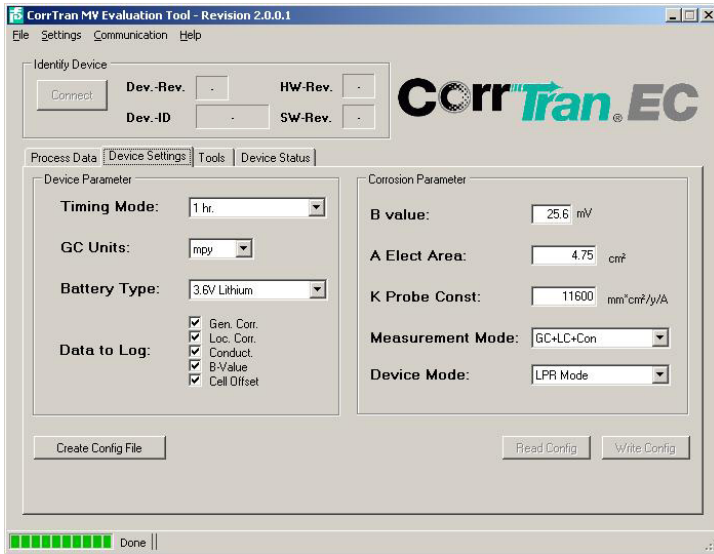 CorrTran MV Evaluation Tool - Revision 2.0.0.1
File Settings Communication Help
Identify Device
Connect Dev.-Rev. - HW-Rev. -
Dev.-ID - SW-Rev. -
CorrTran® EC
Process Data Device Settings Tools Device Status
Device Parameter
Timing Mode: 1 hr.
GC Units: mpy
Battery Type: 3.6V Lithium
Data to Log:
Gen. Corr.
Loc. Corr.
Conduct.
B-Value
Cell Offset
Corrosion Parameter
B value: 25.6 mV
A Elect Area: 4.75 cm²
K Probe Const: 11600 mm*cm²/y/A
Measurement Mode: GC+LC+Con
Device Mode: LPR Mode
Create Config File Read Config Write Config
Done